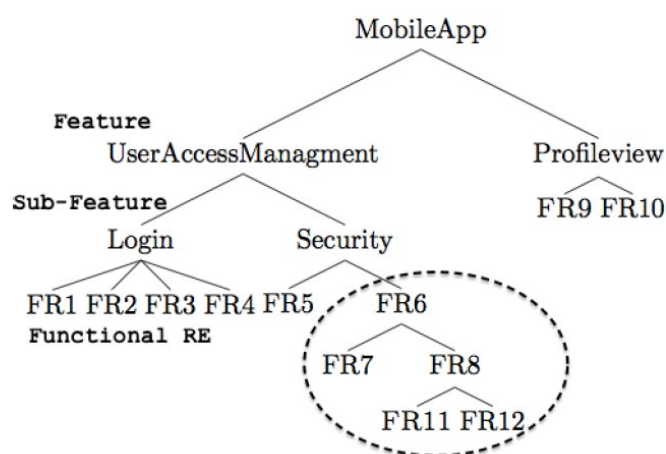 MobileApp
Feature
UserAccessManagment Profileview
Sub-Feature
FR9 FR10
Login Security
FR1 FR2 FR3 FR4 FR5 FR6
Functional RE
FR7 FR8
FR11 FR12